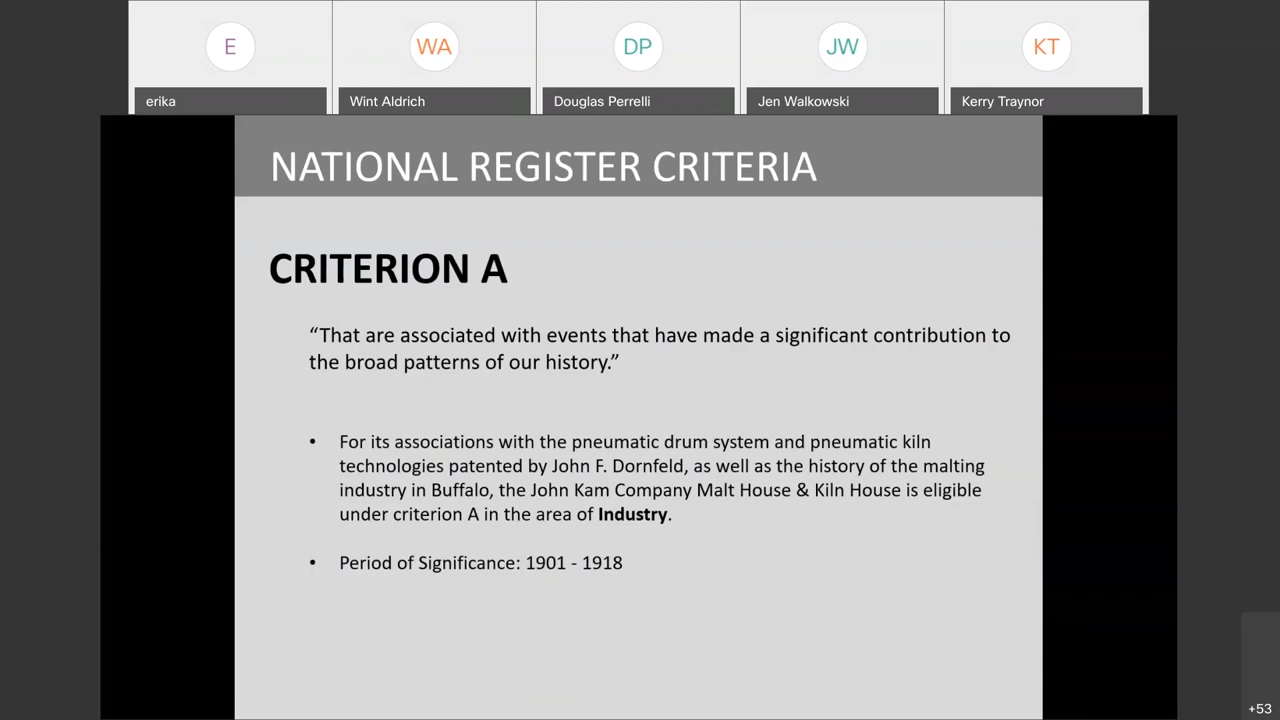 E
WA
DP
JW
KT
erika
Wint Aldrich
Douglas Perrelli
Jen Walkowski
Kerry Traynor
NATIONAL REGISTER CRITERIA
CRITERION A
“That are associated with events that have made a significant contribution to
the broad patterns of our history.”
• For its associations with the pneumatic drum system and pneumatic kiln
technologies patented by John F. Dornfeld, as well as the history of the malting
industry in Buffalo, the John Kam Company Malt House & Kiln House is eligible
under criterion A in the area of Industry.
• Period of Significance: 1901 - 1918
+53